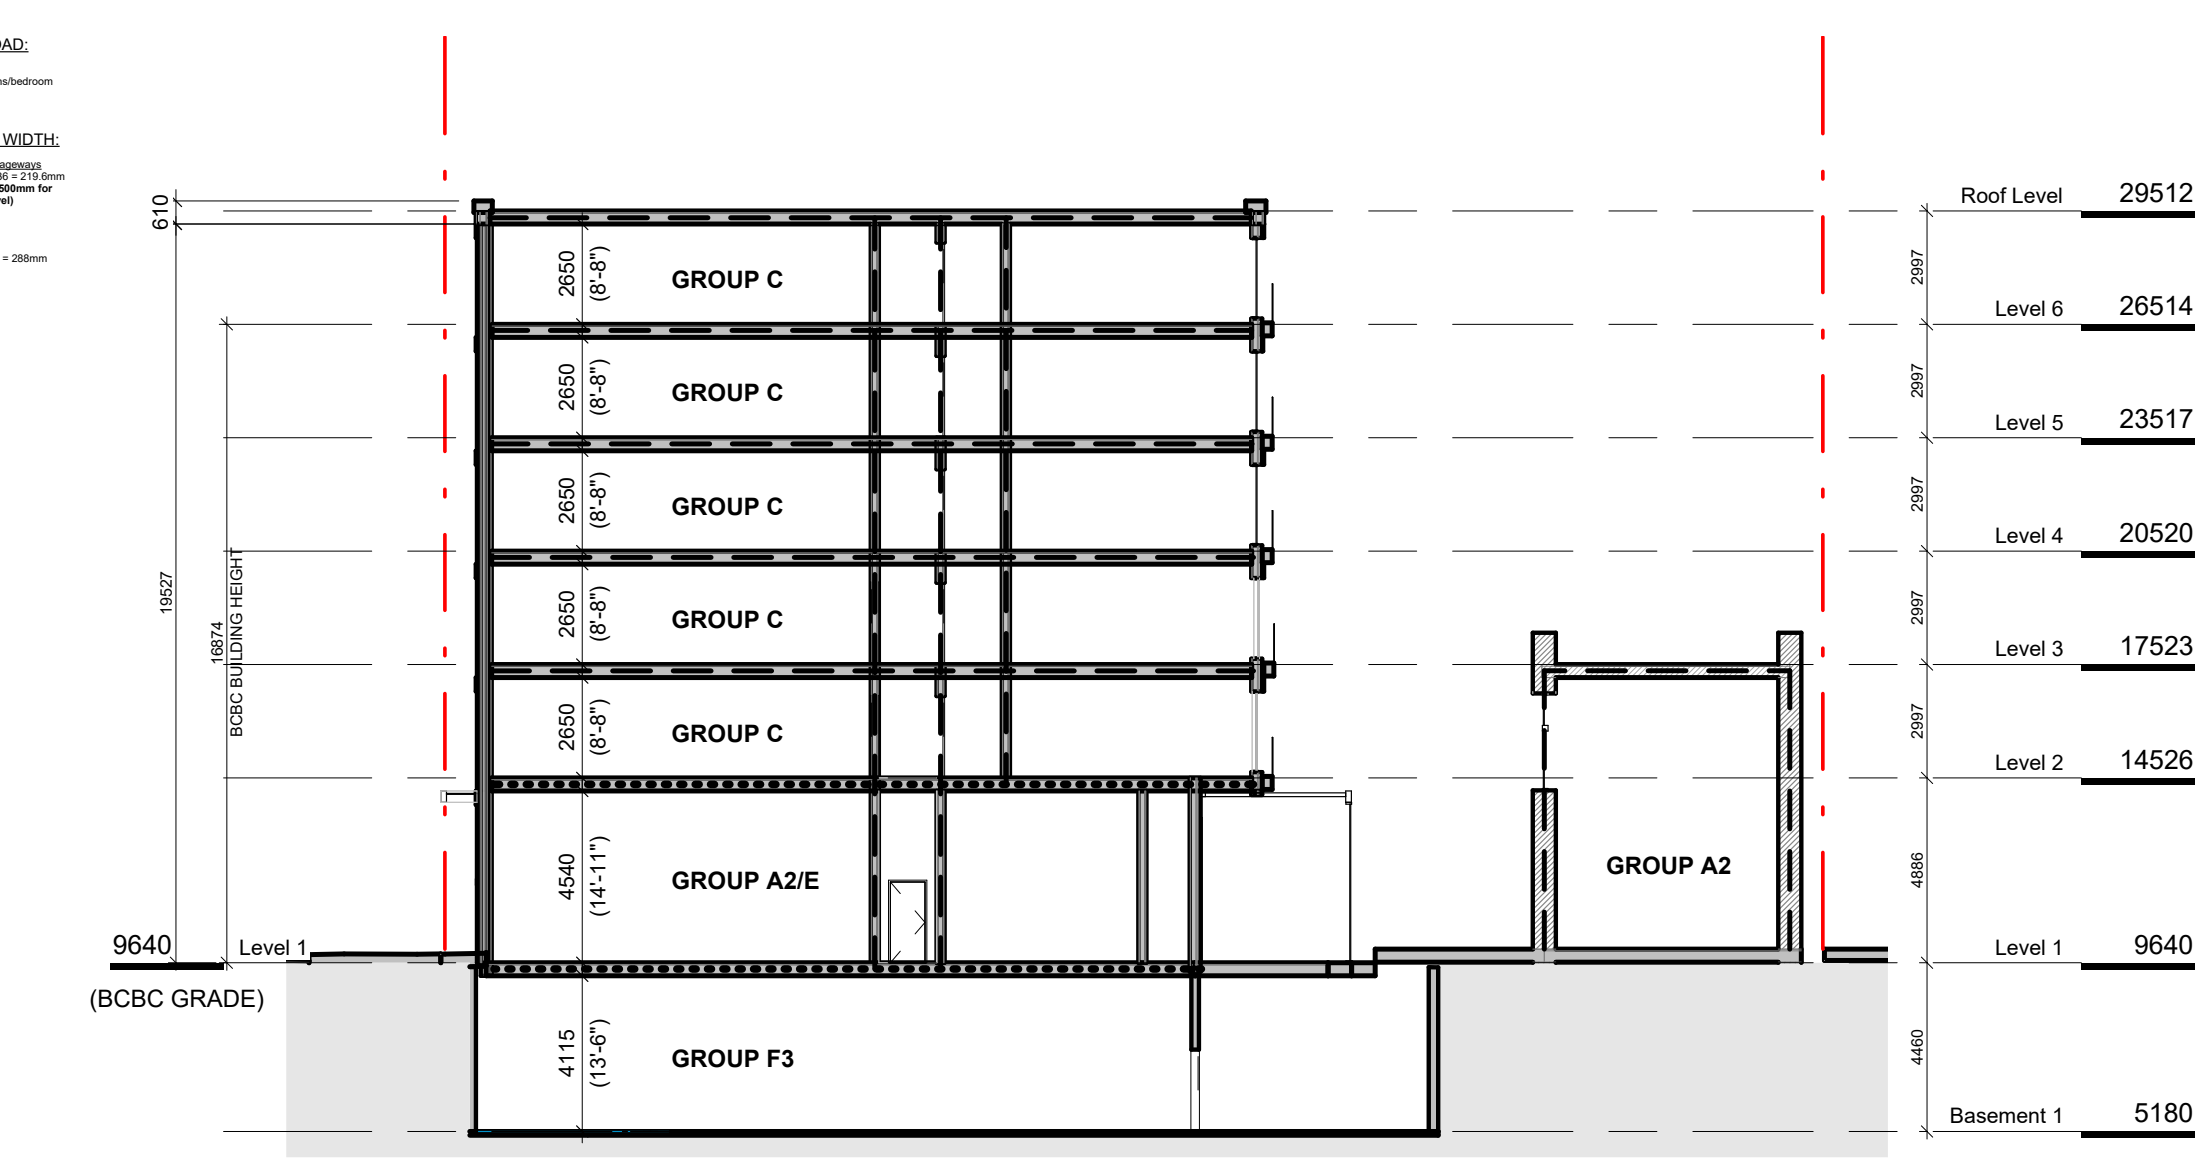 OAD:
ns/bedroom
WIDTH:
ageways
36 = 219.6mm
500mm for
vel)
= 288mm
610
19527
16874
BCBC BUILDING HEIGHT
9640
Level 1
(BCBC GRADE)
2650
(8'-8")
GROUP C
2650
(8'-8")
GROUP C
2650
(8'-8")
GROUP C
2650
(8'-8")
GROUP C
2650
(8'-8")
GROUP C
4540
(14'-11")
GROUP A2/E
4115
(13'-6")
GROUP F3
GROUP A2
Roof Level 29512
2997
Level 6 26514
2997
Level 5 23517
2997
Level 4 20520
2997
Level 3 17523
2997
Level 2 14526
4886
Level 1 9640
4460
Basement 1 5180